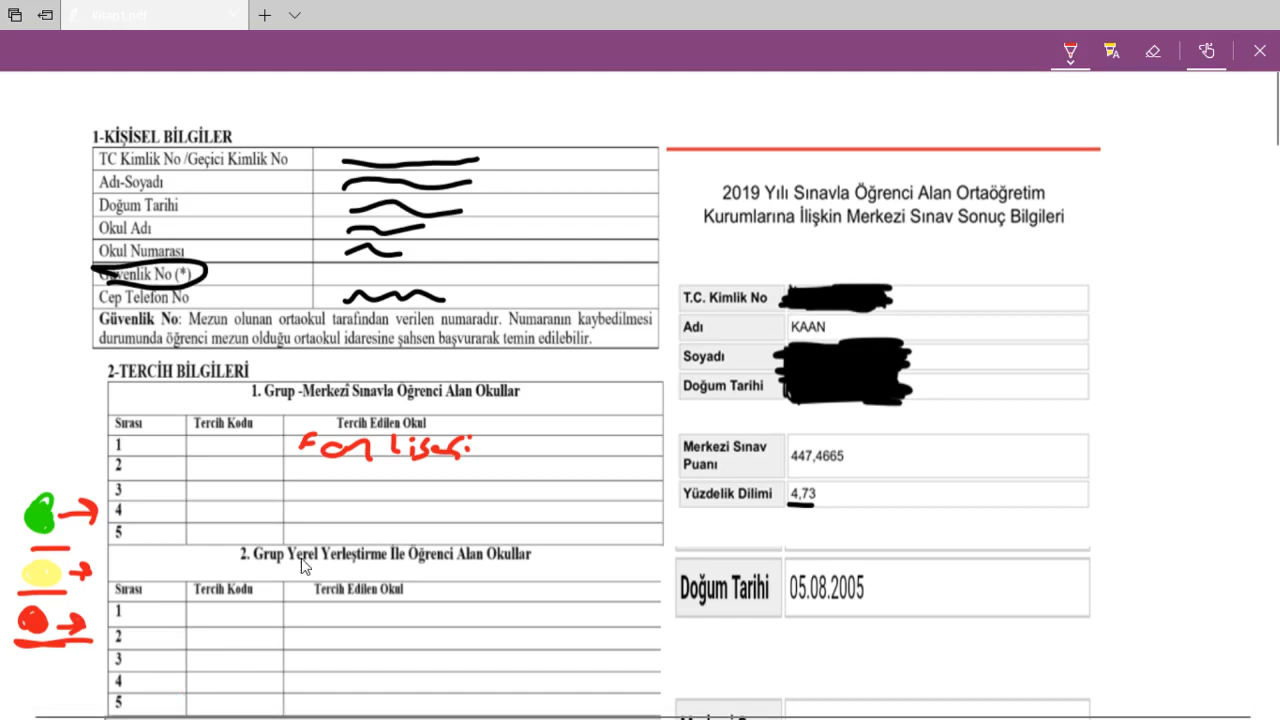 Kitap1.pdf
1-KİŞİSEL BİLGİLER
TC Kimlik No /Geçici Kimlik No
Adı-Soyadı
Doğum Tarihi
Okul Adı
Okul Numarası
Güvenlik No (*)
Cep Telefon No
Güvenlik No: Mezun olunan ortaokul tarafından verilen numaradır. Numaranın kaybedilmesi
durumunda öğrenci mezun olduğu ortaokul idaresine şahsen başvurarak temin edilebilir.
2-TERCİH BİLGİLERİ
1. Grup -Merkezî Sınavla Öğrenci Alan Okullar
Sırası Tercih Kodu Tercih Edilen Okul
1 Fen lisesi
2
3
4
5
2. Grup Yerel Yerleştirme İle Öğrenci Alan Okullar
Sırası Tercih Kodu Tercih Edilen Okul
1
2
3
4
5
2019 Yılı Sınavla Öğrenci Alan Ortaöğretim
Kurumlarına İlişkin Merkezi Sınav Sonuç Bilgileri
T.C. Kimlik No
Adı KAAN
Soyadı
Doğum Tarihi
Merkezi Sınav
Puanı 447,4665
Yüzdelik Dilimi 4,73
Doğum Tarihi 05.08.2005